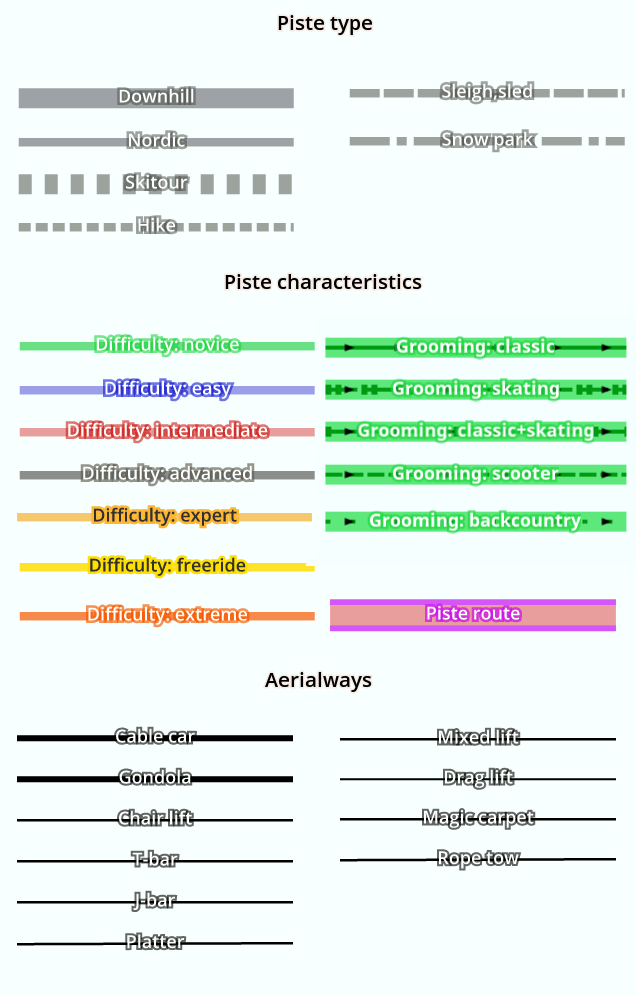 Piste type
Downhill
Nordic
Skitour
Hike
Sleigh,sled
Snow park
Piste characteristics
Difficulty: novice
Difficulty: easy
Difficulty: intermediate
Difficulty: advanced
Difficulty: expert
Difficulty: freeride
Difficulty: extreme
Grooming: classic
Grooming: skating
Grooming: classic+skating
Grooming: scooter
Grooming: backcountry
Piste route
Aerialways
Cable car
Gondola
Chair lift
T-bar
J-bar
Platter
Mixed lift
Drag lift
Magic carpet
Rope tow